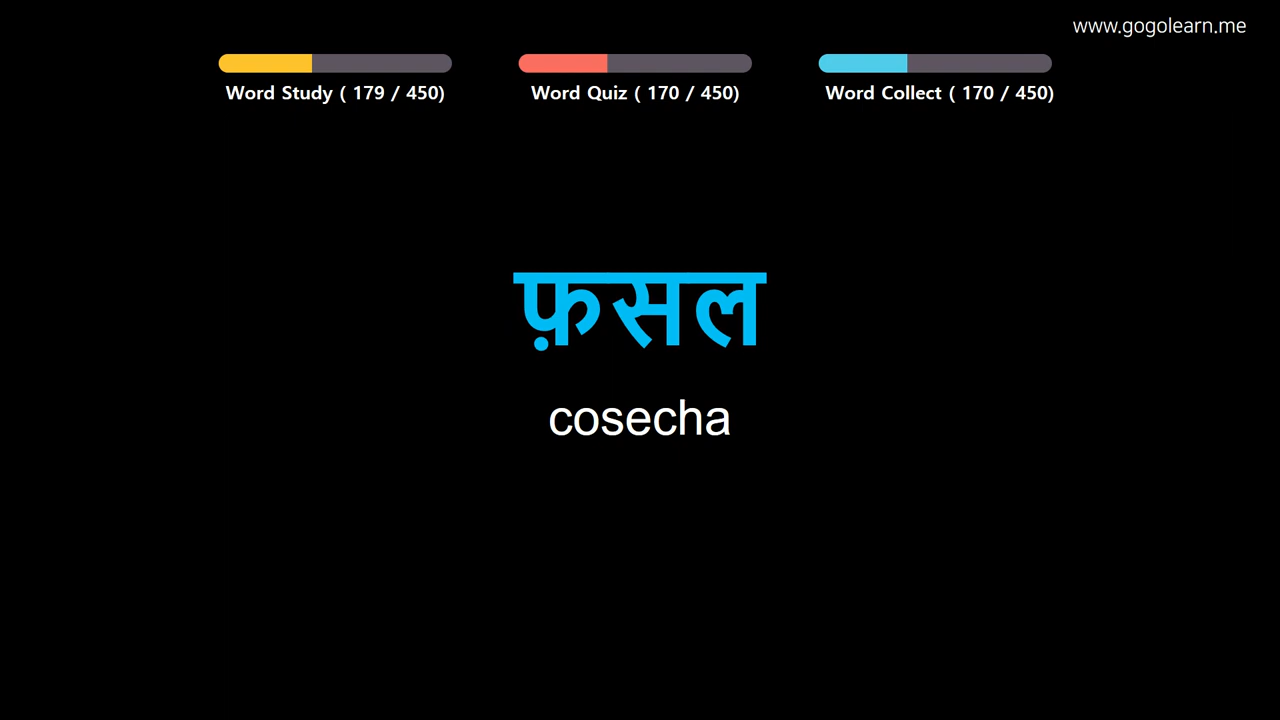 www.gogolearn.me
Word Study ( 179 / 450)
Word Quiz ( 170 / 450)
Word Collect ( 170 / 450)
फ़सल
cosecha